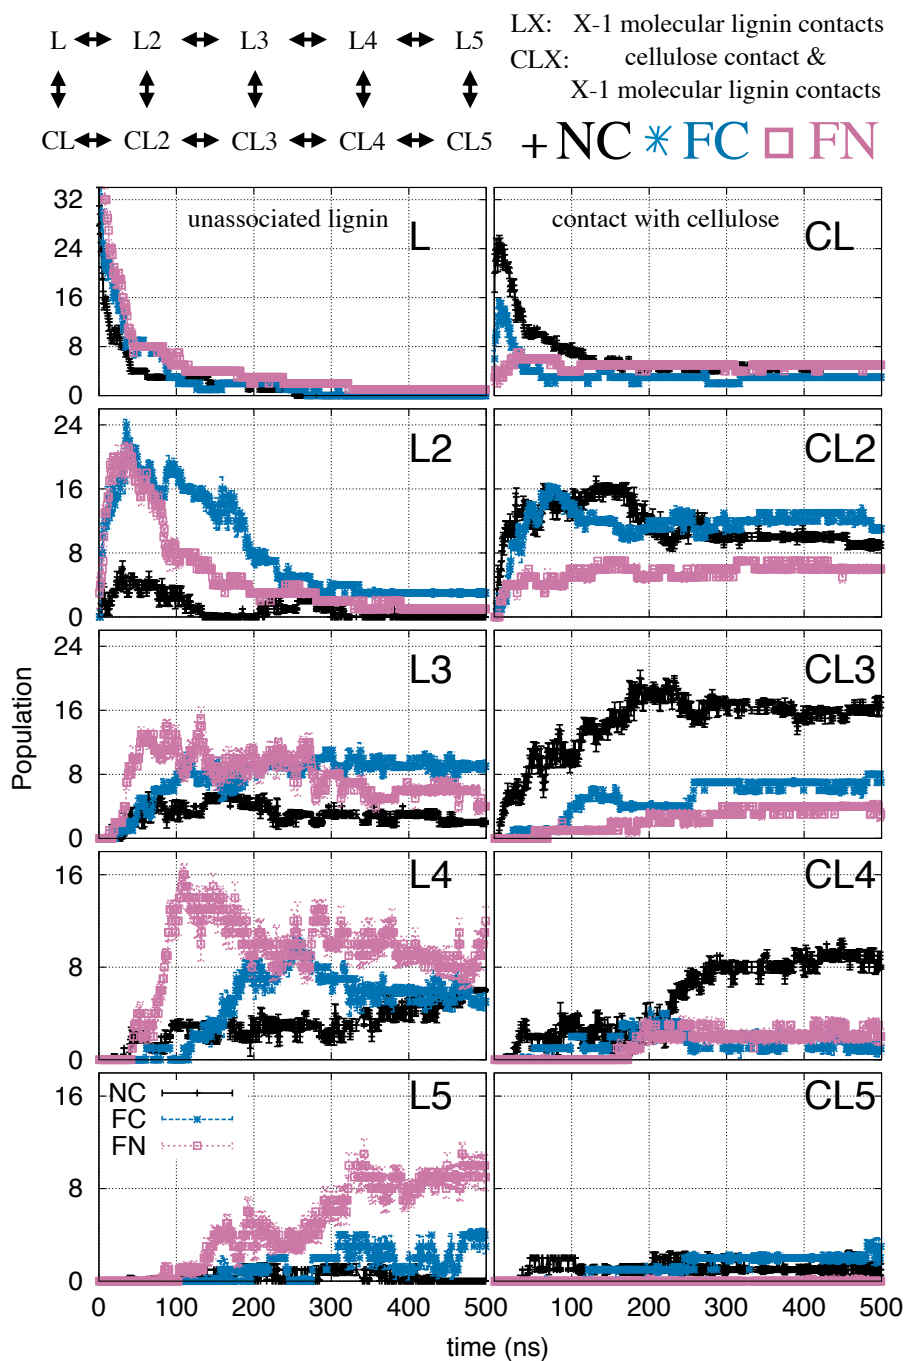 L L2 L3 L4 L5
CL CL2 CL3 CL4 CL5
LX: X-1 molecular lignin contacts
CLX: cellulose contact &
X-1 molecular lignin contacts
+ NC FC FN
unassociated lignin
L
32
24
16
8
0
contact with cellulose
CL
L2
24
16
8
0
CL2
L3
24
16
8
0
CL3
L4
16
8
0
CL4
L5
NC
FC
FN
16
8
0
CL5
0 100 200 300 400 500
100 200 300 400 500
Population
time (ns)